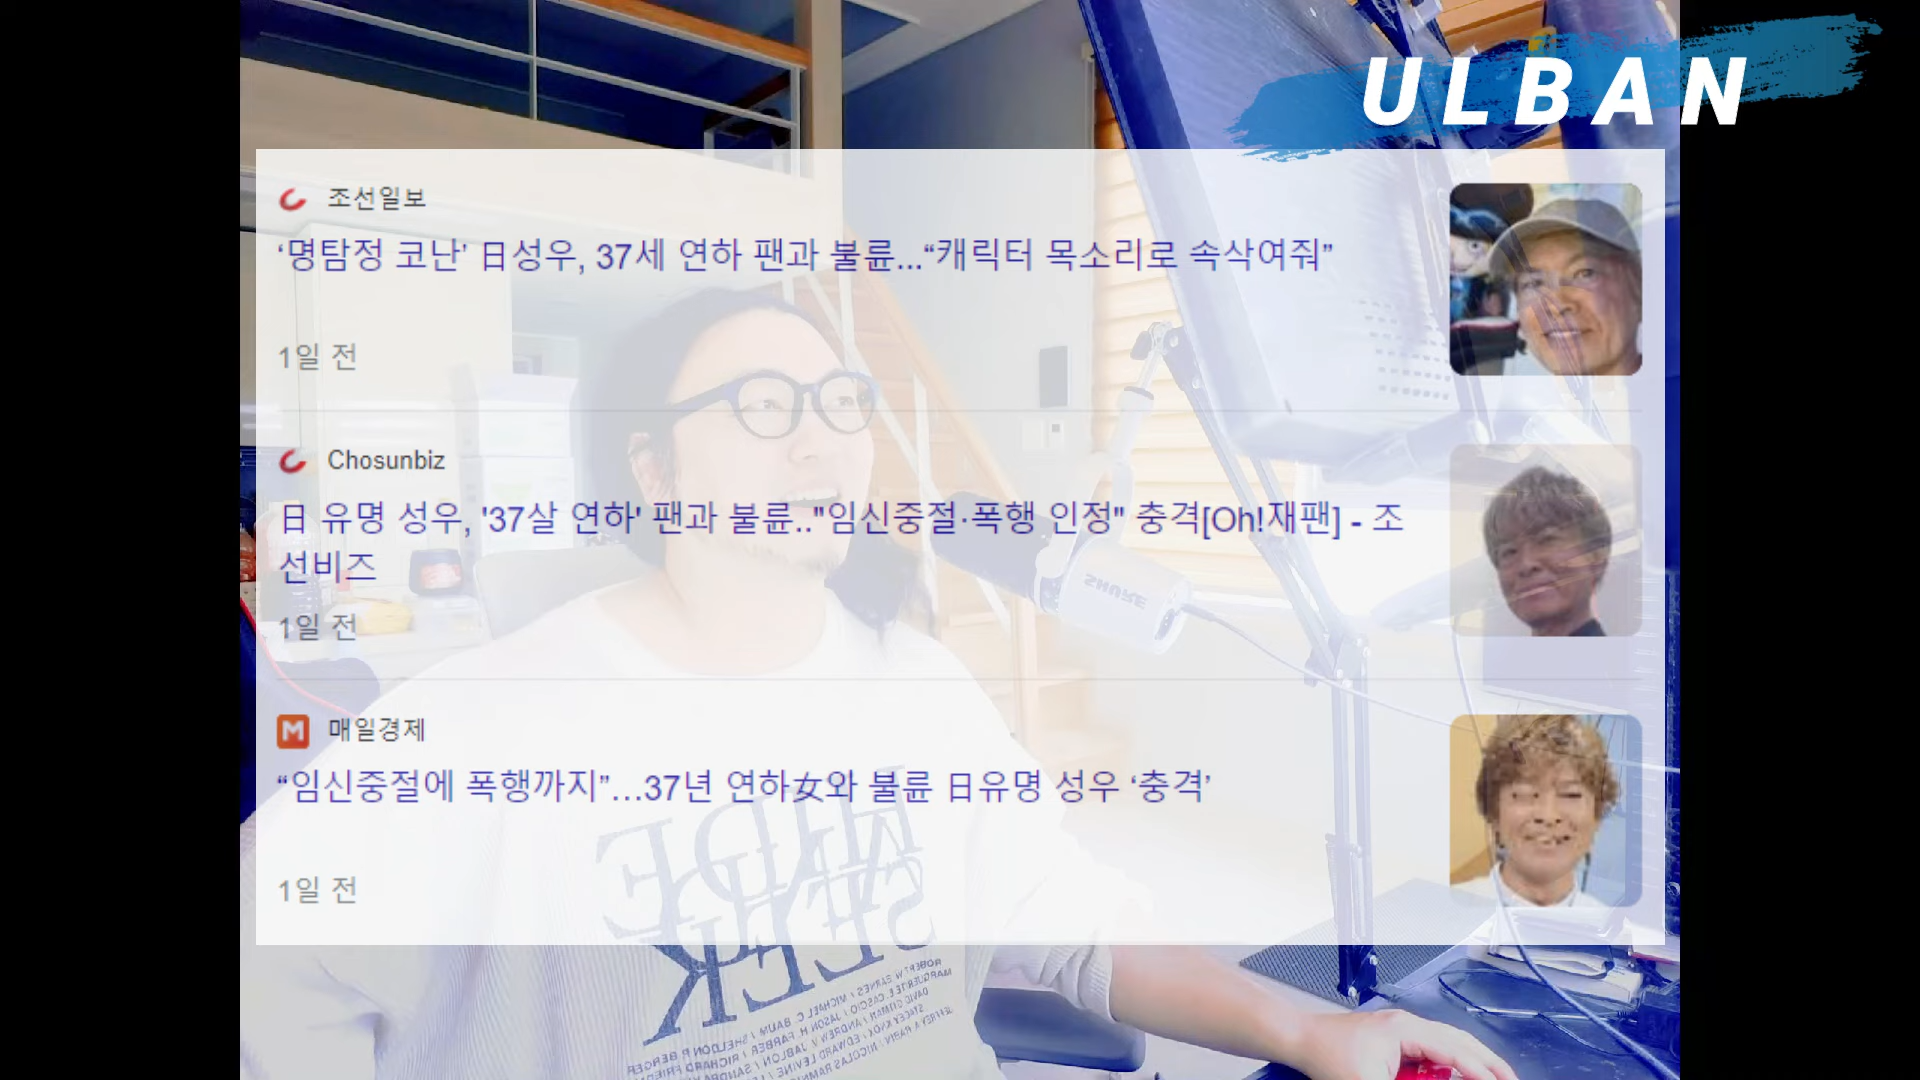 ULBAN
조선일보
‘명탐정 코난’ 日성우, 37세 연하 팬과 불륜...“캐릭터 목소리로 속삭여줘”
1일 전
Chosunbiz
日 유명 성우, '37살 연하' 팬과 불륜.."임신중절·폭행 인정" 충격[Oh!재팬] - 조
선비즈
1일 전
SHURE
M 매일경제
“임신중절에 폭행까지”…37년 연하女와 불륜 日유명 성우 ‘충격’
1일 전
HIDE
SEEK